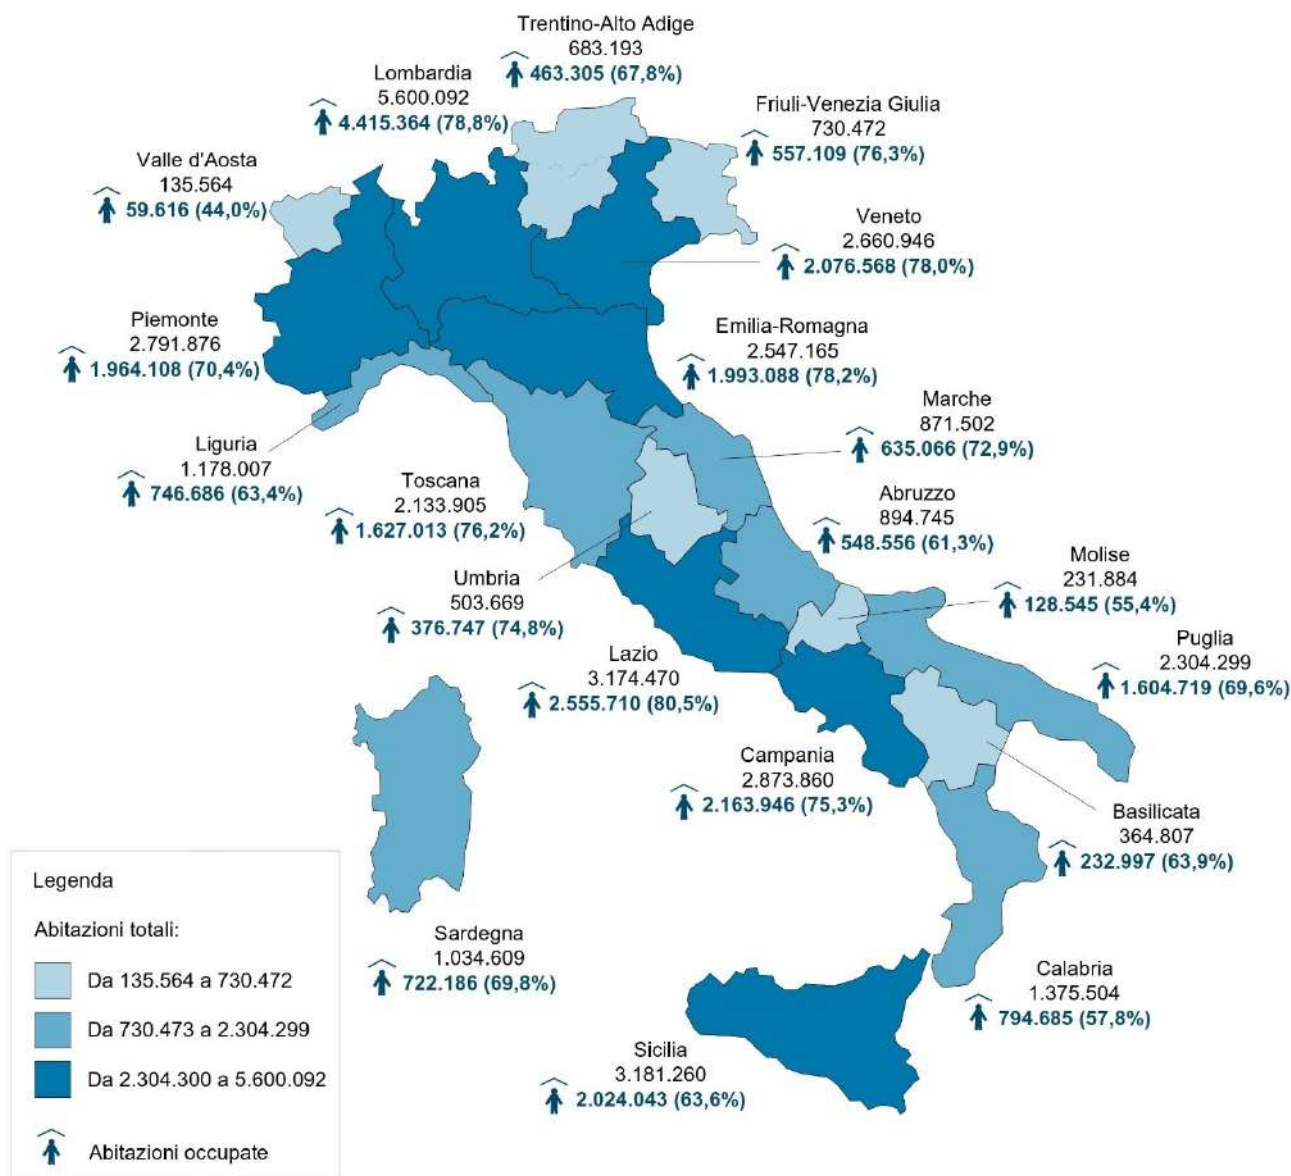 Trentino-Alto Adige
683.193
463.305 (67,8%)
Lombardia
5.600.092
4.415.364 (78,8%)
Friuli-Venezia Giulia
730.472
557.109 (76,3%)
Valle d'Aosta
135.564
59.616 (44,0%)
Veneto
2.660.946
2.076.568 (78,0%)
Piemonte
2.791.876
1.964.108 (70,4%)
Emilia-Romagna
2.547.165
1.993.088 (78,2%)
Marche
871.502
635.066 (72,9%)
Liguria
1.178.007
746.686 (63,4%)
Toscana
2.133.905
1.627.013 (76,2%)
Abruzzo
894.745
548.556 (61,3%)
Molise
231.884
128.545 (55,4%)
Umbria
503.669
376.747 (74,8%)
Puglia
2.304.299
1.604.719 (69,6%)
Lazio
3.174.470
2.555.710 (80,5%)
Campania
2.873.860
2.163.946 (75,3%)
Basilicata
364.807
232.997 (63,9%)
Sardegna
1.034.609
722.186 (69,8%)
Calabria
1.375.504
794.685 (57,8%)
Sicilia
3.181.260
2.024.043 (63,6%)
Legenda
Abitazioni totali:
Da 135.564 a 730.472
Da 730.473 a 2.304.299
Da 2.304.300 a 5.600.092
Abitazioni occupate